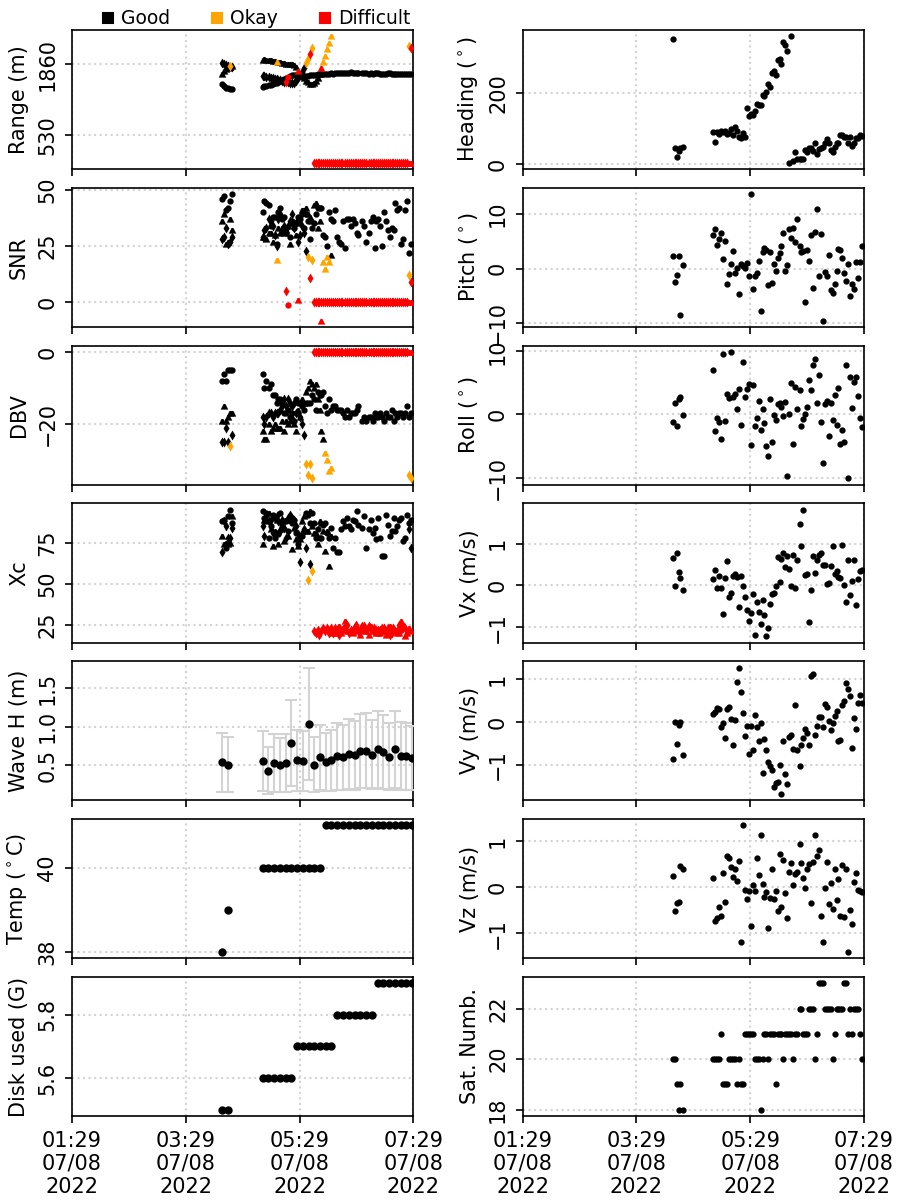 Good Okay Difficult
Range (m)
1860
530
Heading (°)
200
0
SNR
50
25
0
Pitch (°)
10
0
−10
DBV
0
−20
Roll (°)
10
0
−10
Xc
75
50
25
Vx (m/s)
1
0
−1
Wave H (m)
1.5
1.0
0.5
Vy (m/s)
1
0
−1
Temp (°C)
40
38
Vz (m/s)
1
0
−1
Disk used (G)
5.8
5.6
Sat. Numb.
22
20
18
01:29 03:29 05:29 07:29 01:29 03:29 05:29 07:29
07/08 07/08 07/08 07/08 07/08 07/08 07/08 07/08
2022 2022 2022 2022 2022 2022 2022 2022